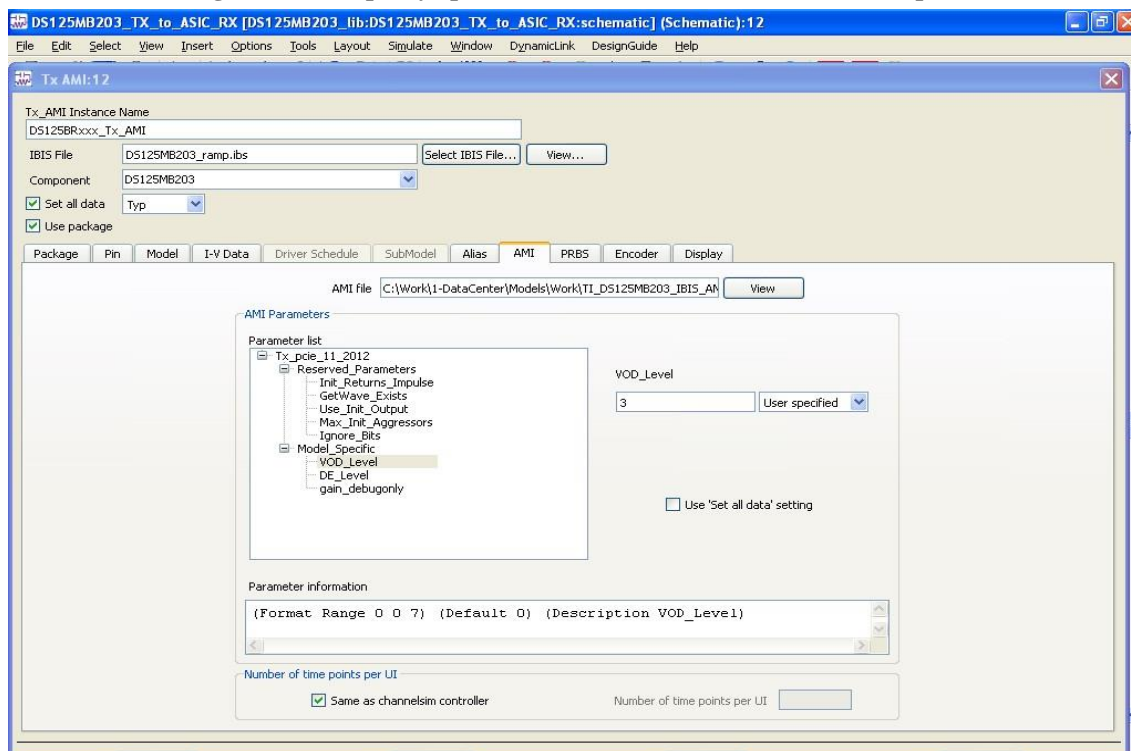 DS125MB203_TX_to_ASIC_RX [DS125MB203_lib:DS125MB203_TX_to_ASIC_RX:schematic] (Schematic):12
File Edit Select View Insert Options Tools Layout Simulate Window DynamicLink DesignGuide Help
Tx AMI:12
Tx_AMI Instance Name
DS125BRxxx_Tx_AMI
IBIS File DS125MB203_ramp.ibs Select IBIS File... View...
Component DS125MB203
Set all data Typ
Use package
Package Pin Model I-V Data Driver Schedule SubModel Alias AMI PRBS Encoder Display
AMI file C:\Work\1-DataCenter\Models\Work\TI_DS125MB203_IBIS_AM View
AMI Parameters
Parameter list
Tx_pcie_11_2012
Reserved_Parameters
Init_Returns_Impulse
GetWave_Exists
Use_Init_Output
Max_Init_Aggressors
Ignore_Bits
Model_Specific
VOD_Level
DE_Level
gain_debugonly
VOD_Level
3 User specified
Use 'Set all data' setting
Parameter information
(Format Range 0 0 7) (Default 0) (Description VOD_Level)
Number of time points per UI
Same as channelsim controller Number of time points per UI